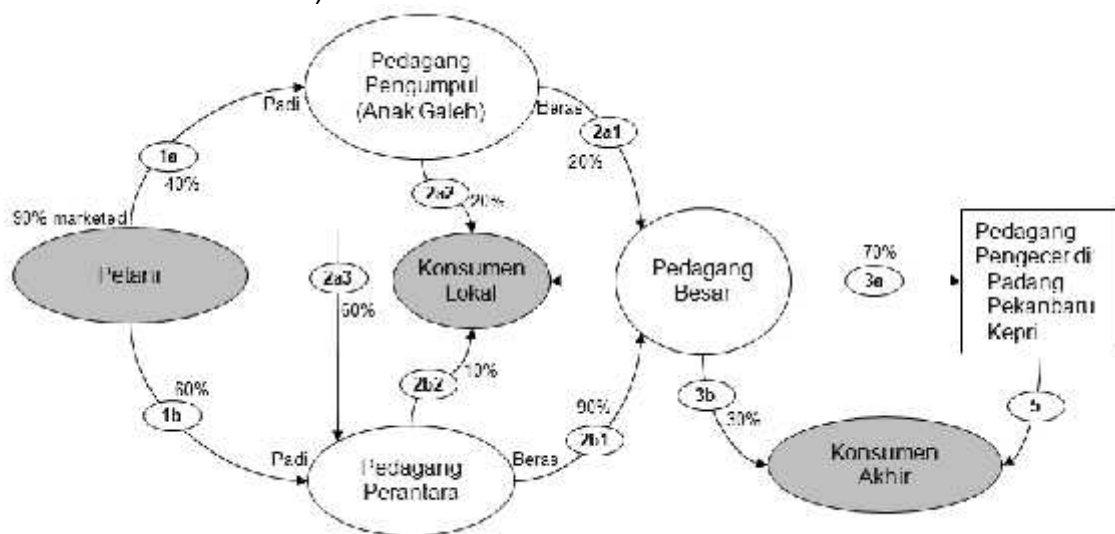 Pedagang
Pengumpul
(Anak Galeh)
Padi
Beras
2a1
20%
1a
40%
2a2
20%
90% marketed
Petani
2a3
60%
Konsumen
Lokal
Pedagang
Besar
70%
3a
Pedagang
Pengecer di
Padang
Pekanbaru
Kepri
60%
1b
2b2
10%
90%
2b1
3b
30%
5
Padi
Pedagang
Perantara
Beras
Konsumen
Akhir